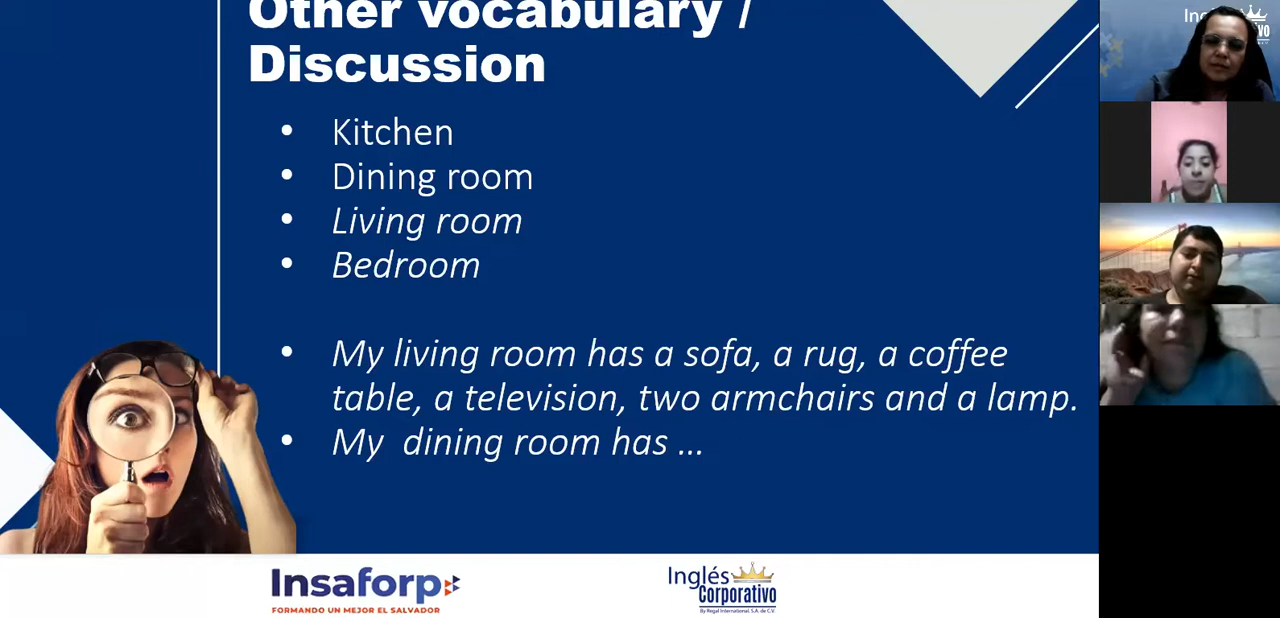 Other vocabulary /
Discussion
• Kitchen
• Dining room
• Living room
• Bedroom
• My living room has a sofa, a rug, a coffee
table, a television, two armchairs and a lamp.
• My dining room has ...
Insaforp
FORMANDO UN MEJOR EL SALVADOR
Inglés
Corporativo
By Regal International, S.A. de C.V.